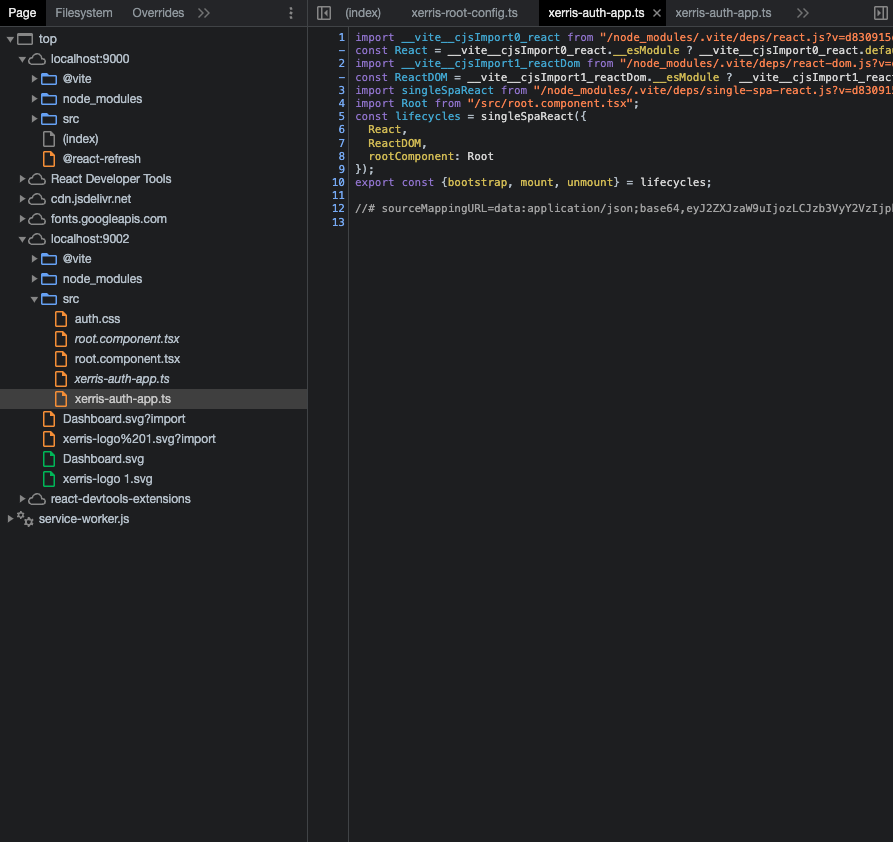 Page Filesystem Overrides
(index) xerris-root-config.ts xerris-auth-app.ts xerris-auth-app.ts
top
localhost:9000
@vite
node_modules
src
(index)
@react-refresh
React Developer Tools
cdn.jsdelivr.net
fonts.googleapis.com
localhost:9002
@vite
node_modules
src
auth.css
root.component.tsx
root.component.tsx
xerris-auth-app.ts
xerris-auth-app.ts
Dashboard.svg?import
xerris-logo%201.svg?import
Dashboard.svg
xerris-logo 1.svg
react-devtools-extensions
service-worker.js
1 import __vite__cjsImport0_react from "/node_modules/.vite/deps/react.js?v=d830915
- const React = __vite__cjsImport0_react.__esModule ? __vite__cjsImport0_react.defa
2 import __vite__cjsImport1_reactDom from "/node_modules/.vite/deps/react-dom.js?v=
- const ReactDOM = __vite__cjsImport1_reactDom.__esModule ? __vite__cjsImport1_reac
3 import singleSpaReact from "/node_modules/.vite/deps/single-spa-react.js?v=d83091
4 import Root from "/src/root.component.tsx";
5 const lifecycles = singleSpaReact({
6 React,
7 ReactDOM,
8 rootComponent: Root
9 });
10 export const {bootstrap, mount, unmount} = lifecycles;
11
12 //# sourceMappingURL=data:application/json;base64,eyJ2ZXJzaW9uIjozLCJzb3VyY2VzIjpb
13